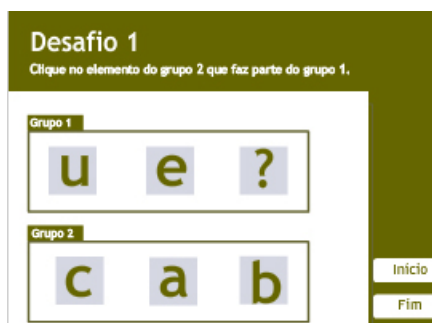 Desafio 1
Clique no elemento do grupo 2 que faz parte do grupo 1.
Grupo 1
u e ?
Grupo 2
c a b
Início
Fim